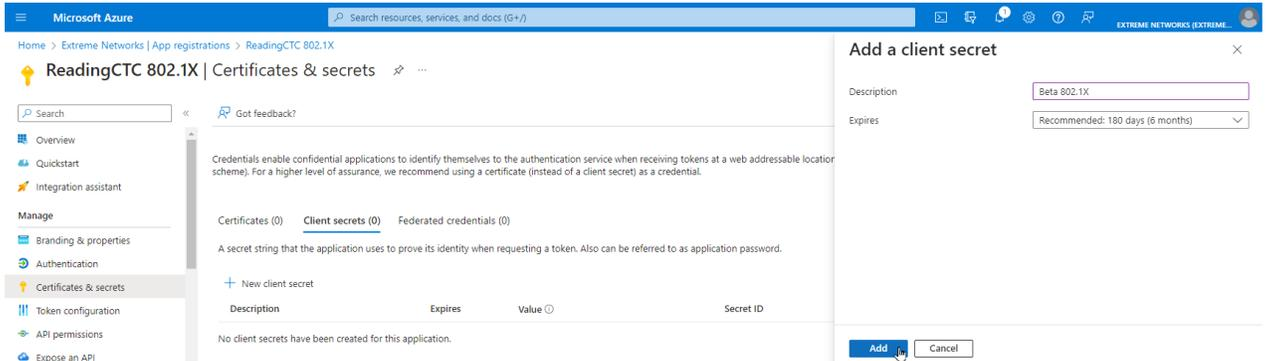 Microsoft Azure
Search resources, services, and docs (G+/)
1
EXTREME NETWORKS (EXTREME...
Home > Extreme Networks | App registrations > ReadingCTC 802.1X
ReadingCTC 802.1X | Certificates & secrets
...
Search
«
Overview
Quickstart
Integration assistant
Manage
Branding & properties
Authentication
Certificates & secrets
Token configuration
API permissions
Expose an API
Got feedback?
Credentials enable confidential applications to identify themselves to the authentication service when receiving tokens at a web addressable location
scheme). For a higher level of assurance, we recommend using a certificate (instead of a client secret) as a credential.
Certificates (0) Client secrets (0) Federated credentials (0)
A secret string that the application uses to prove its identity when requesting a token. Also can be referred to as application password.
+ New client secret
Description Expires Value Secret ID
No client secrets have been created for this application.
Add a client secret
Description Beta 802.1X
Expires Recommended: 180 days (6 months)
Add Cancel